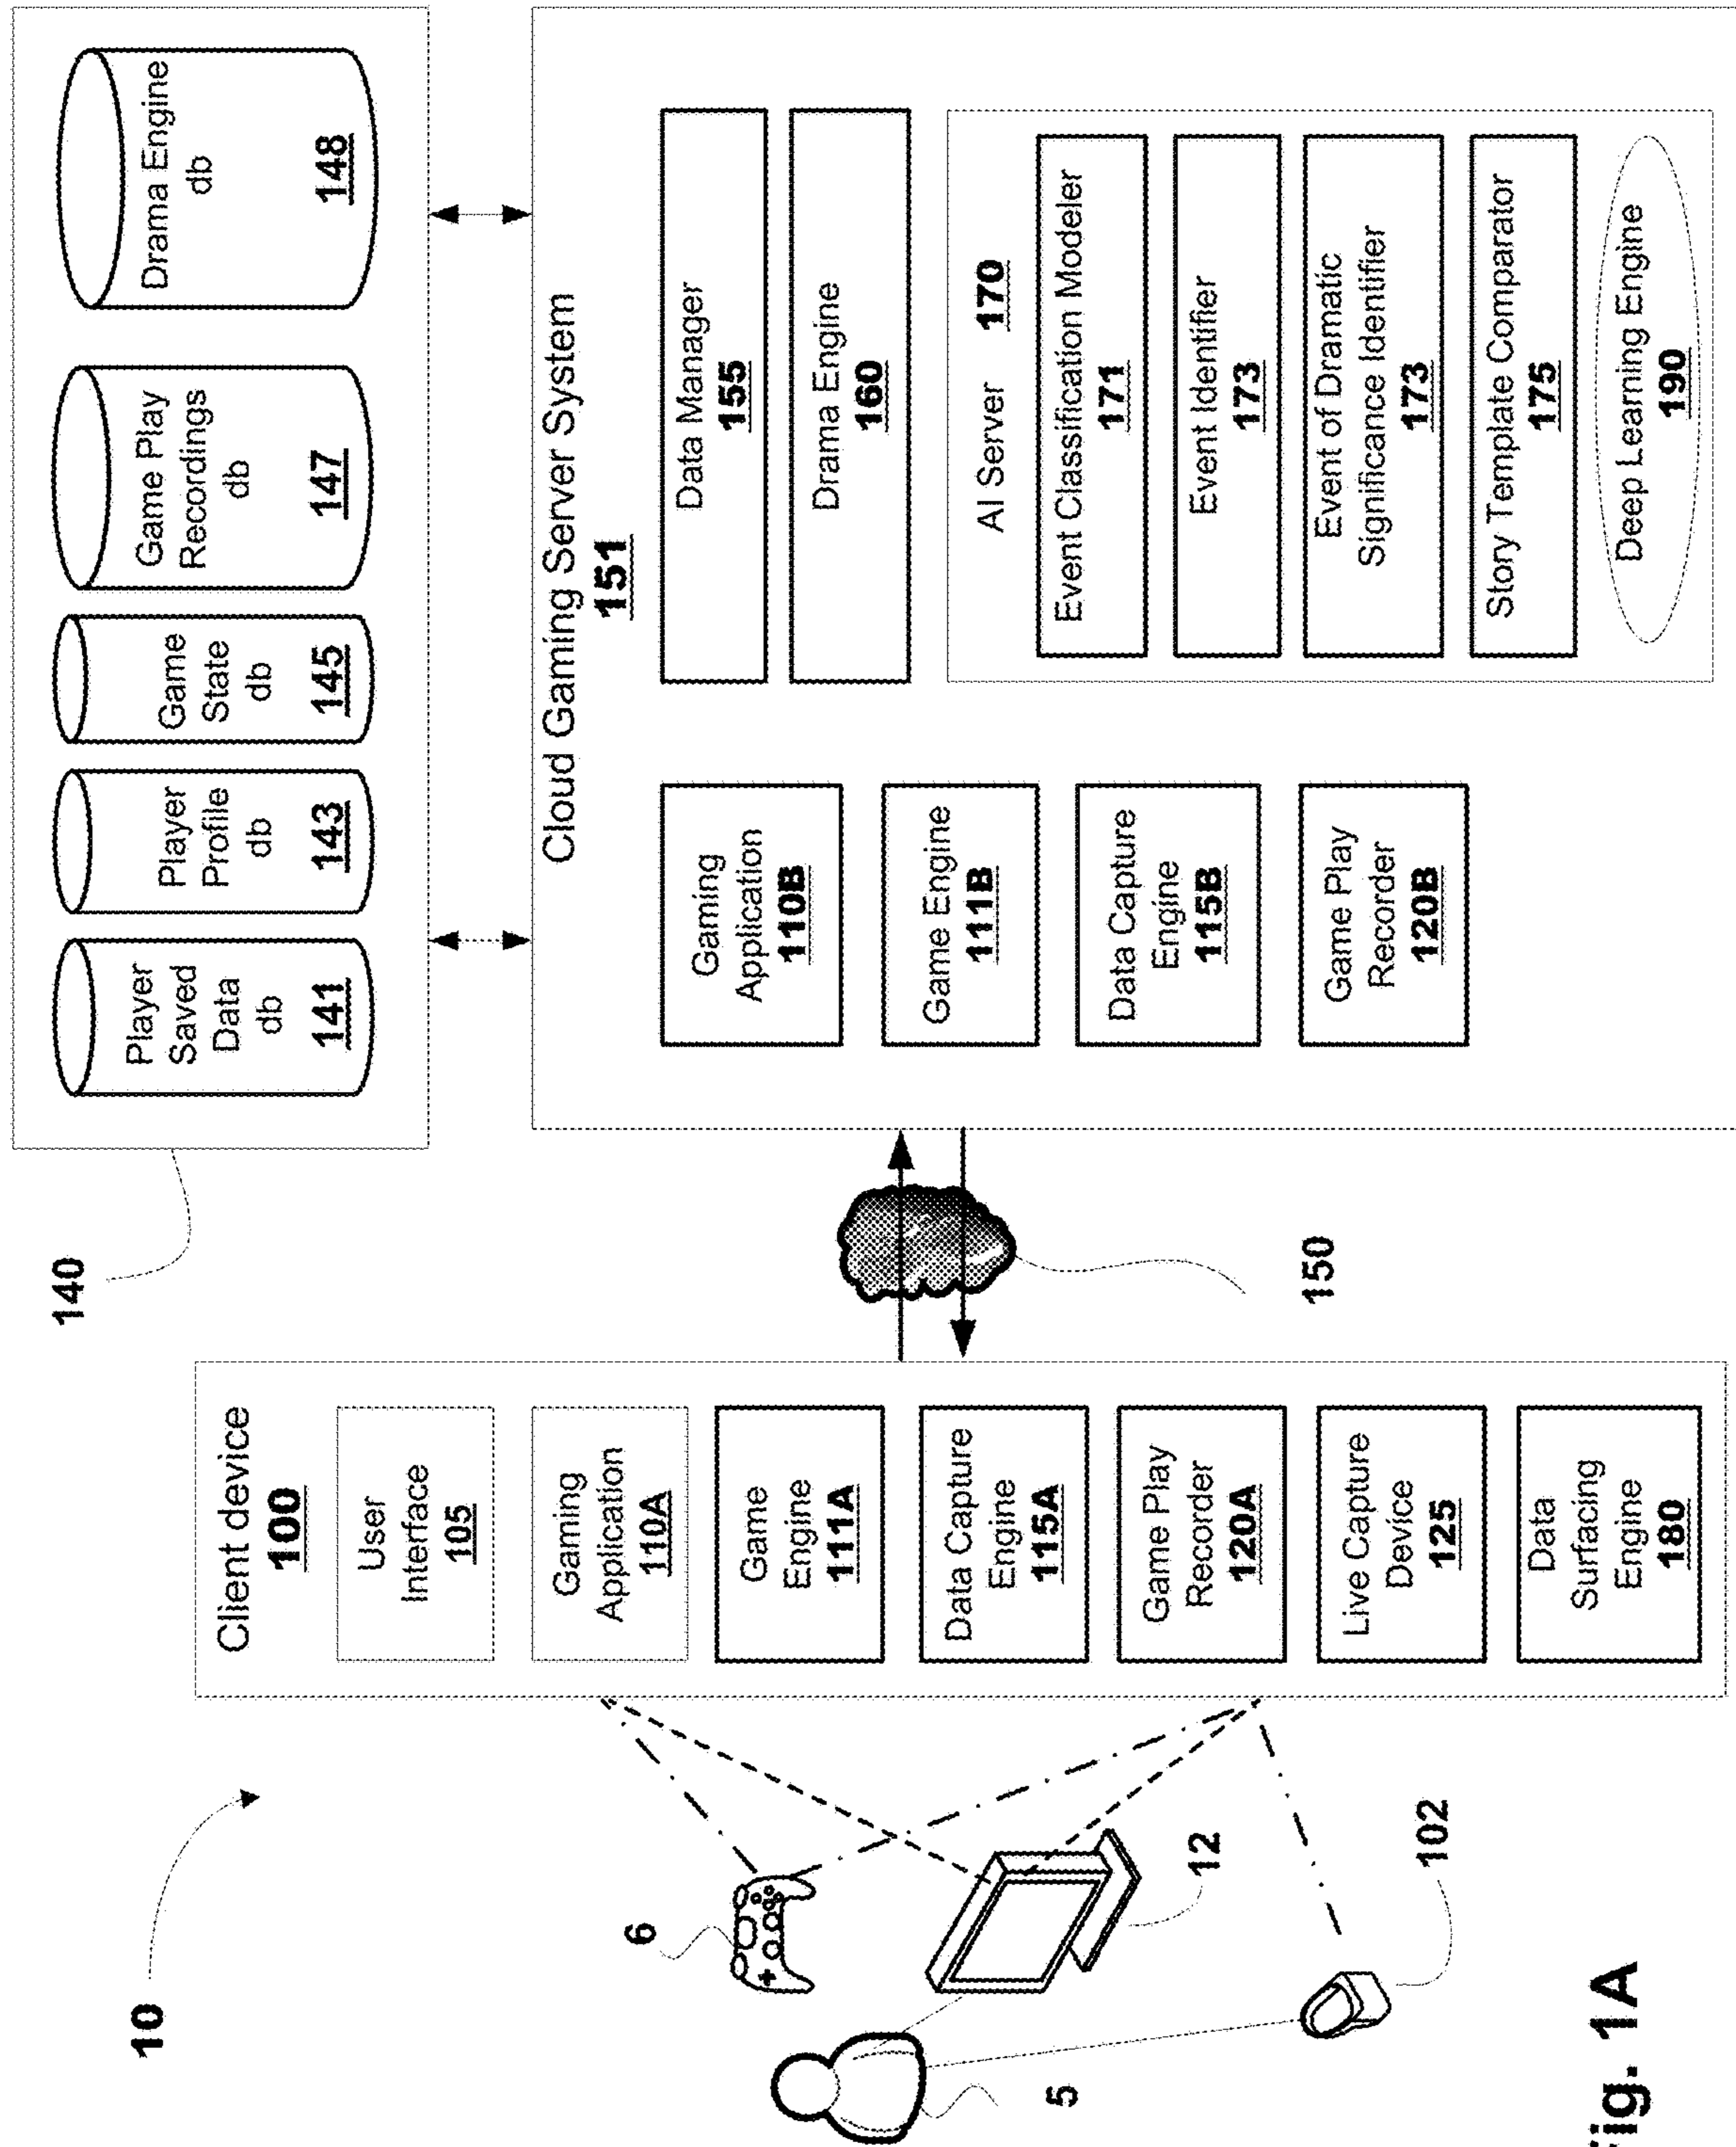 10
5
6
12
102
Client device
100
User
Interface
105
Gaming
Application
110A
Game
Engine
111A
Data Capture
Engine
115A
Game Play
Recorder
120A
Live Capture
Device
125
Data
Surfacing
Engine
180
150
140
Player
Saved
Data
db
141
Player
Profile
db
143
Game
State
db
145
Game Play
Recordings
db
147
Drama Engine
db
148
Cloud Gaming Server System
151
Gaming
Application
110B
Game Engine
111B
Data Capture
Engine
115B
Game Play
Recorder
120B
Data Manager
155
Drama Engine
160
AI Server 170
Event Classification Modeler
171
Event Identifier
173
Event of Dramatic
Significance Identifier
173
Story Template Comparator
175
Deep Learning Engine
190
Fig. 1A